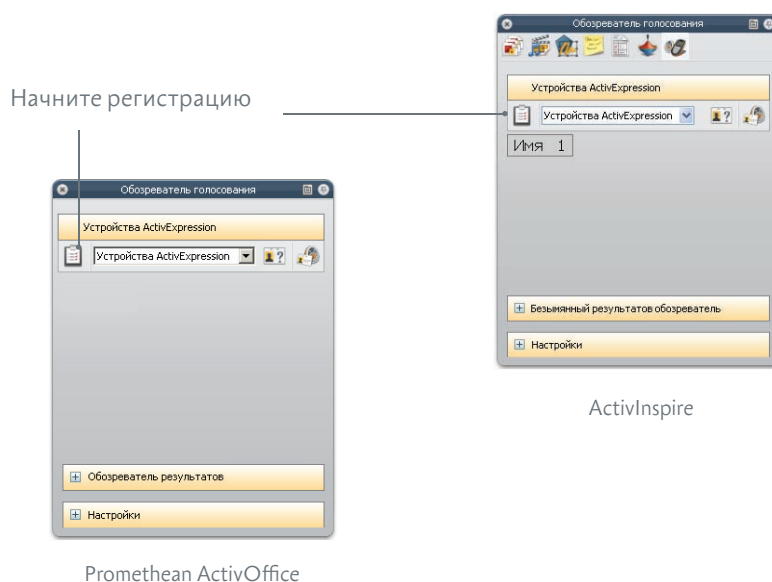 Обозреватель голосования
Устройства ActivExpression
Начните регистрацию
Устройства ActivExpression
Имя 1
Обозреватель голосования
Устройства ActivExpression
Устройства ActivExpression
Безымянный результатов обозреватель
Настройки
ActivInspire
Обозреватель результатов
Настройки
Promethean ActivOffice